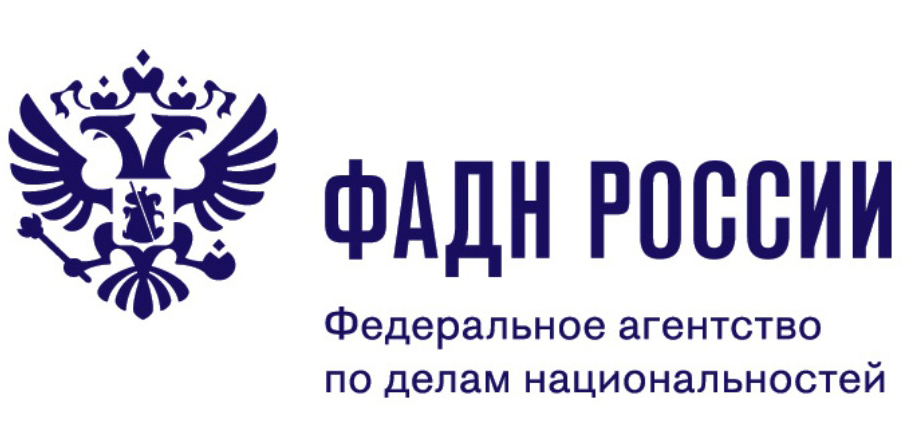 ФАДН РОССИИ
Федеральное агентство
по делам национальностей